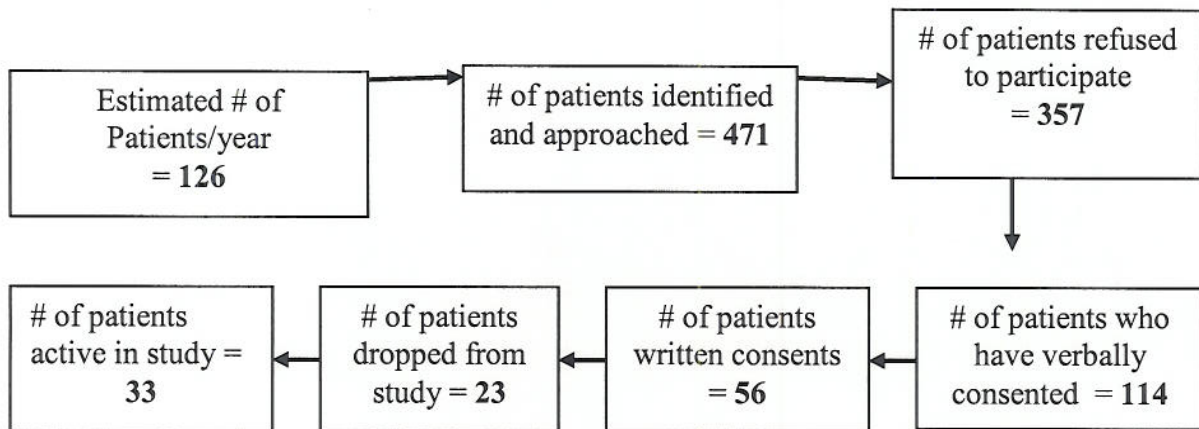 Estimated # of
Patients/year
= 126
# of patients identified
and approached = 471
# of patients refused
to participate
= 357
# of patients
active in study =
33
# of patients
dropped from
study = 23
# of patients
written consents
= 56
# of patients who
have verbally
consented = 114